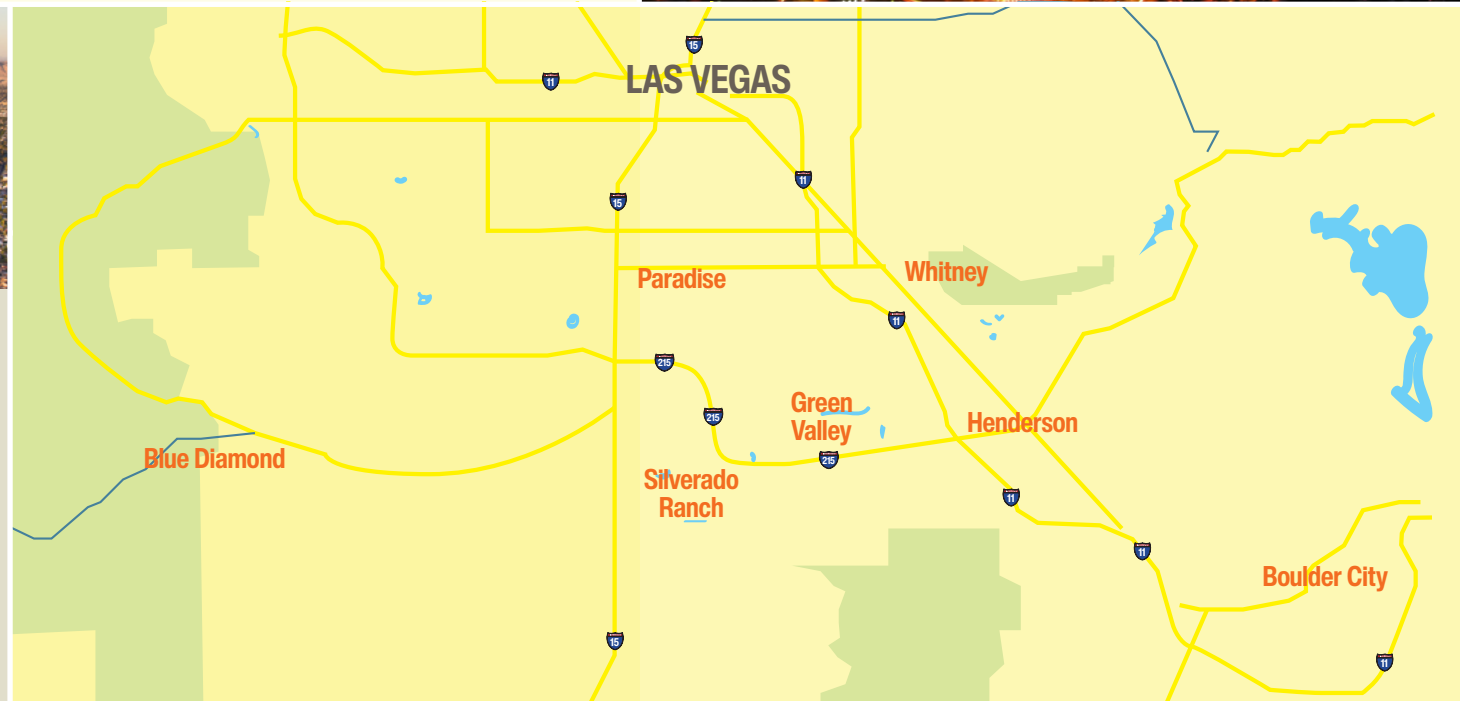 15
LAS VEGAS
11
11
15
Paradise
Whitney
11
215
Green
Valley
215
Henderson
Blue Diamond
215
Silverado
Ranch
11
11
Boulder City
15
11